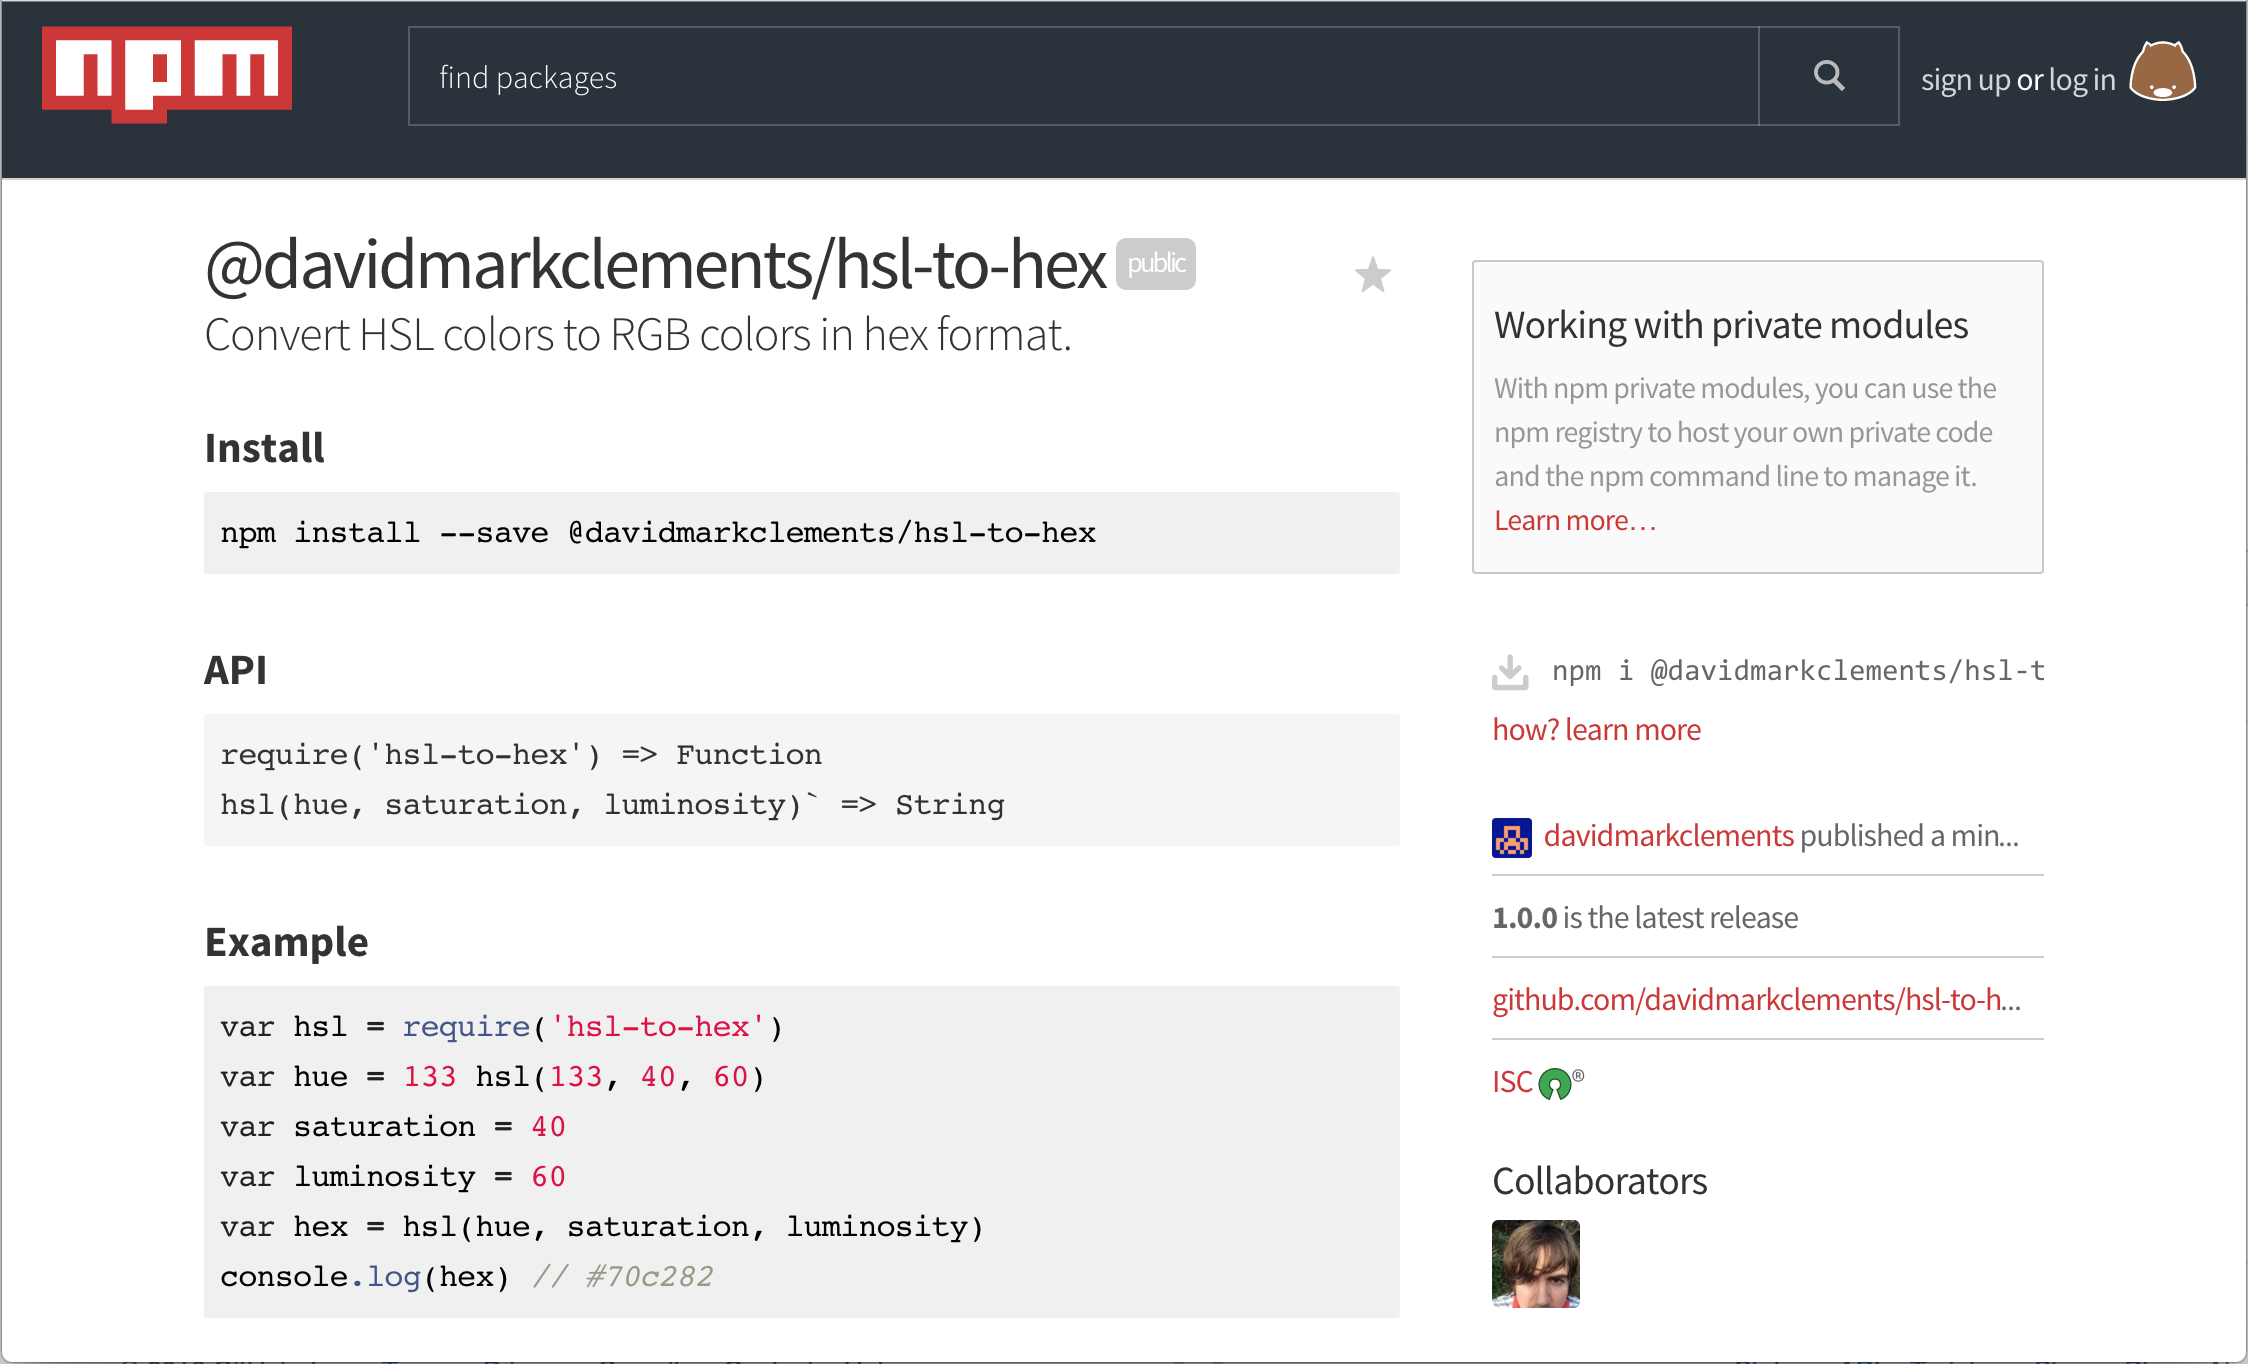 npm
find packages
sign up or log in
@davidmarkclements/hsl-to-hex public
Convert HSL colors to RGB colors in hex format.
Install
npm install --save @davidmarkclements/hsl-to-hex
API
require('hsl-to-hex') => Function
hsl(hue, saturation, luminosity)` => String
Example
var hsl = require('hsl-to-hex')
var hue = 133 hsl(133, 40, 60)
var saturation = 40
var luminosity = 60
var hex = hsl(hue, saturation, luminosity)
console.log(hex) // #70c282
Working with private modules
With npm private modules, you can use the
npm registry to host your own private code
and the npm command line to manage it.
Learn more…
npm i @davidmarkclements/hsl-t
how? learn more
davidmarkclements published a min...
1.0.0 is the latest release
github.com/davidmarkclements/hsl-to-h...
ISC ®
Collaborators